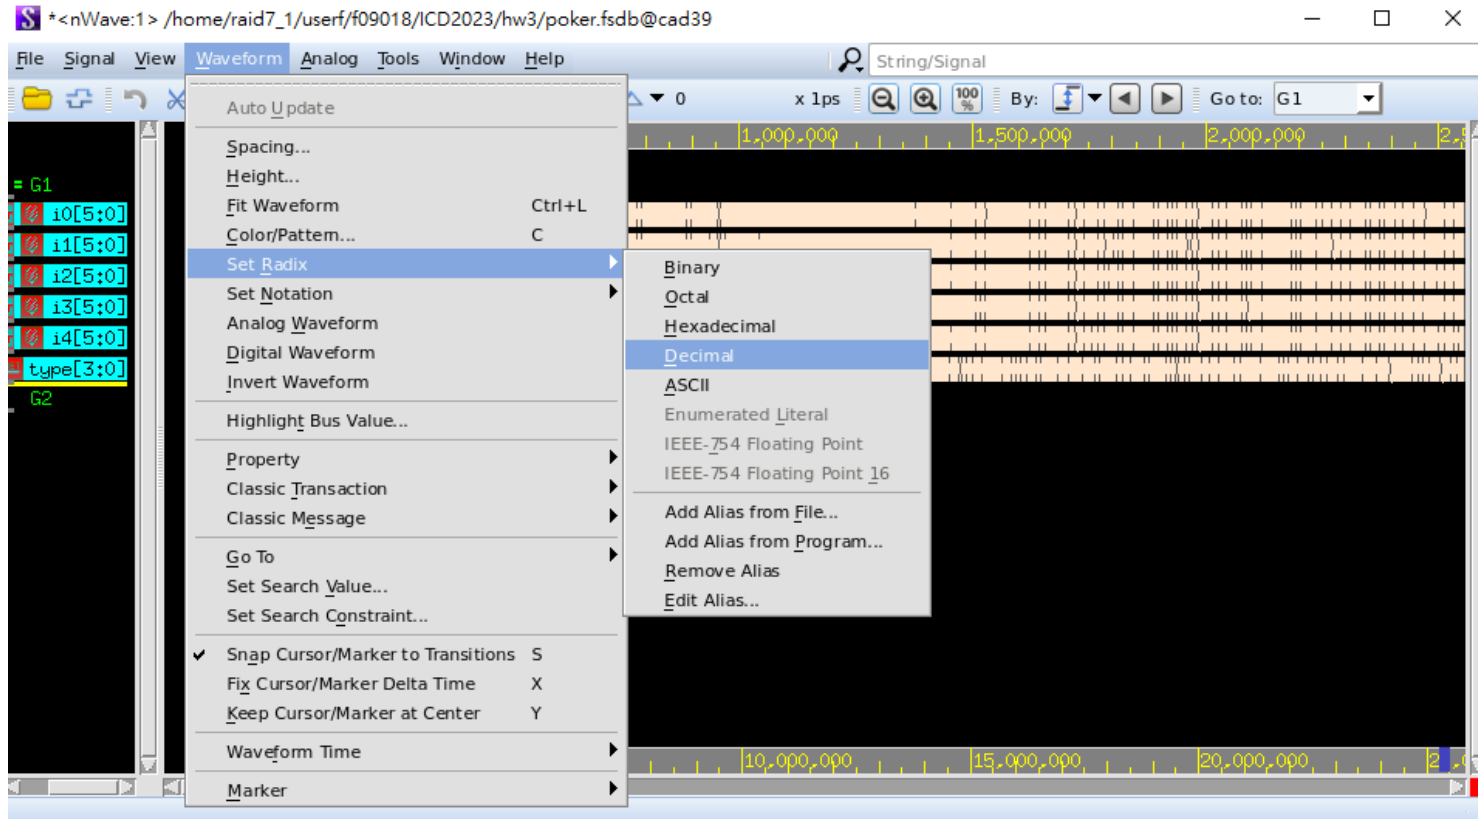 *<nWave:1> /home/raid7_1/userf/f09018/ICD2023/hw3/poker.fsdb@cad39
File Signal View Waveform Analog Tools Window Help
String/Signal
0 x 1ps 100 % By: Go to: G1
1,000,000 1,500,000 2,000,000
= G1
i0[5:0]
i1[5:0]
i2[5:0]
i3[5:0]
i4[5:0]
type[3:0]
G2
Auto Update
Spacing...
Height...
Fit Waveform Ctrl+L
Color/Pattern... C
Set Radix
Set Notation
Analog Waveform
Digital Waveform
Invert Waveform
Highlight Bus Value...
Property
Classic Transaction
Classic Message
Go To
Set Search Value...
Set Search Constraint...
Snap Cursor/Marker to Transitions S
Fix Cursor/Marker Delta Time X
Keep Cursor/Marker at Center Y
Waveform Time
Marker
Binary
Octal
Hexadecimal
Decimal
ASCII
Enumerated Literal
IEEE-754 Floating Point
IEEE-754 Floating Point 16
Add Alias from File...
Add Alias from Program...
Remove Alias
Edit Alias...
10,000,000 15,000,000 20,000,000